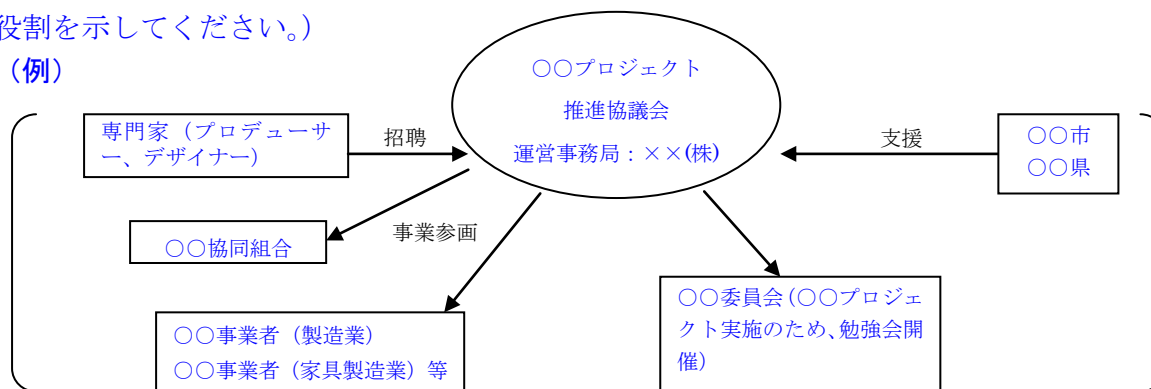 役割を示してください。)
(例)
○○プロジェクト
推進協議会
運営事務局：××(株)
専門家（プロデューサ
ー、デザイナー）
招聘
支援
○○市
○○県
○○協同組合
事業参画
○○事業者（製造業）
○○事業者（家具製造業）等
○○委員会(○○プロジェ
クト実施のため、勉強会開
催)